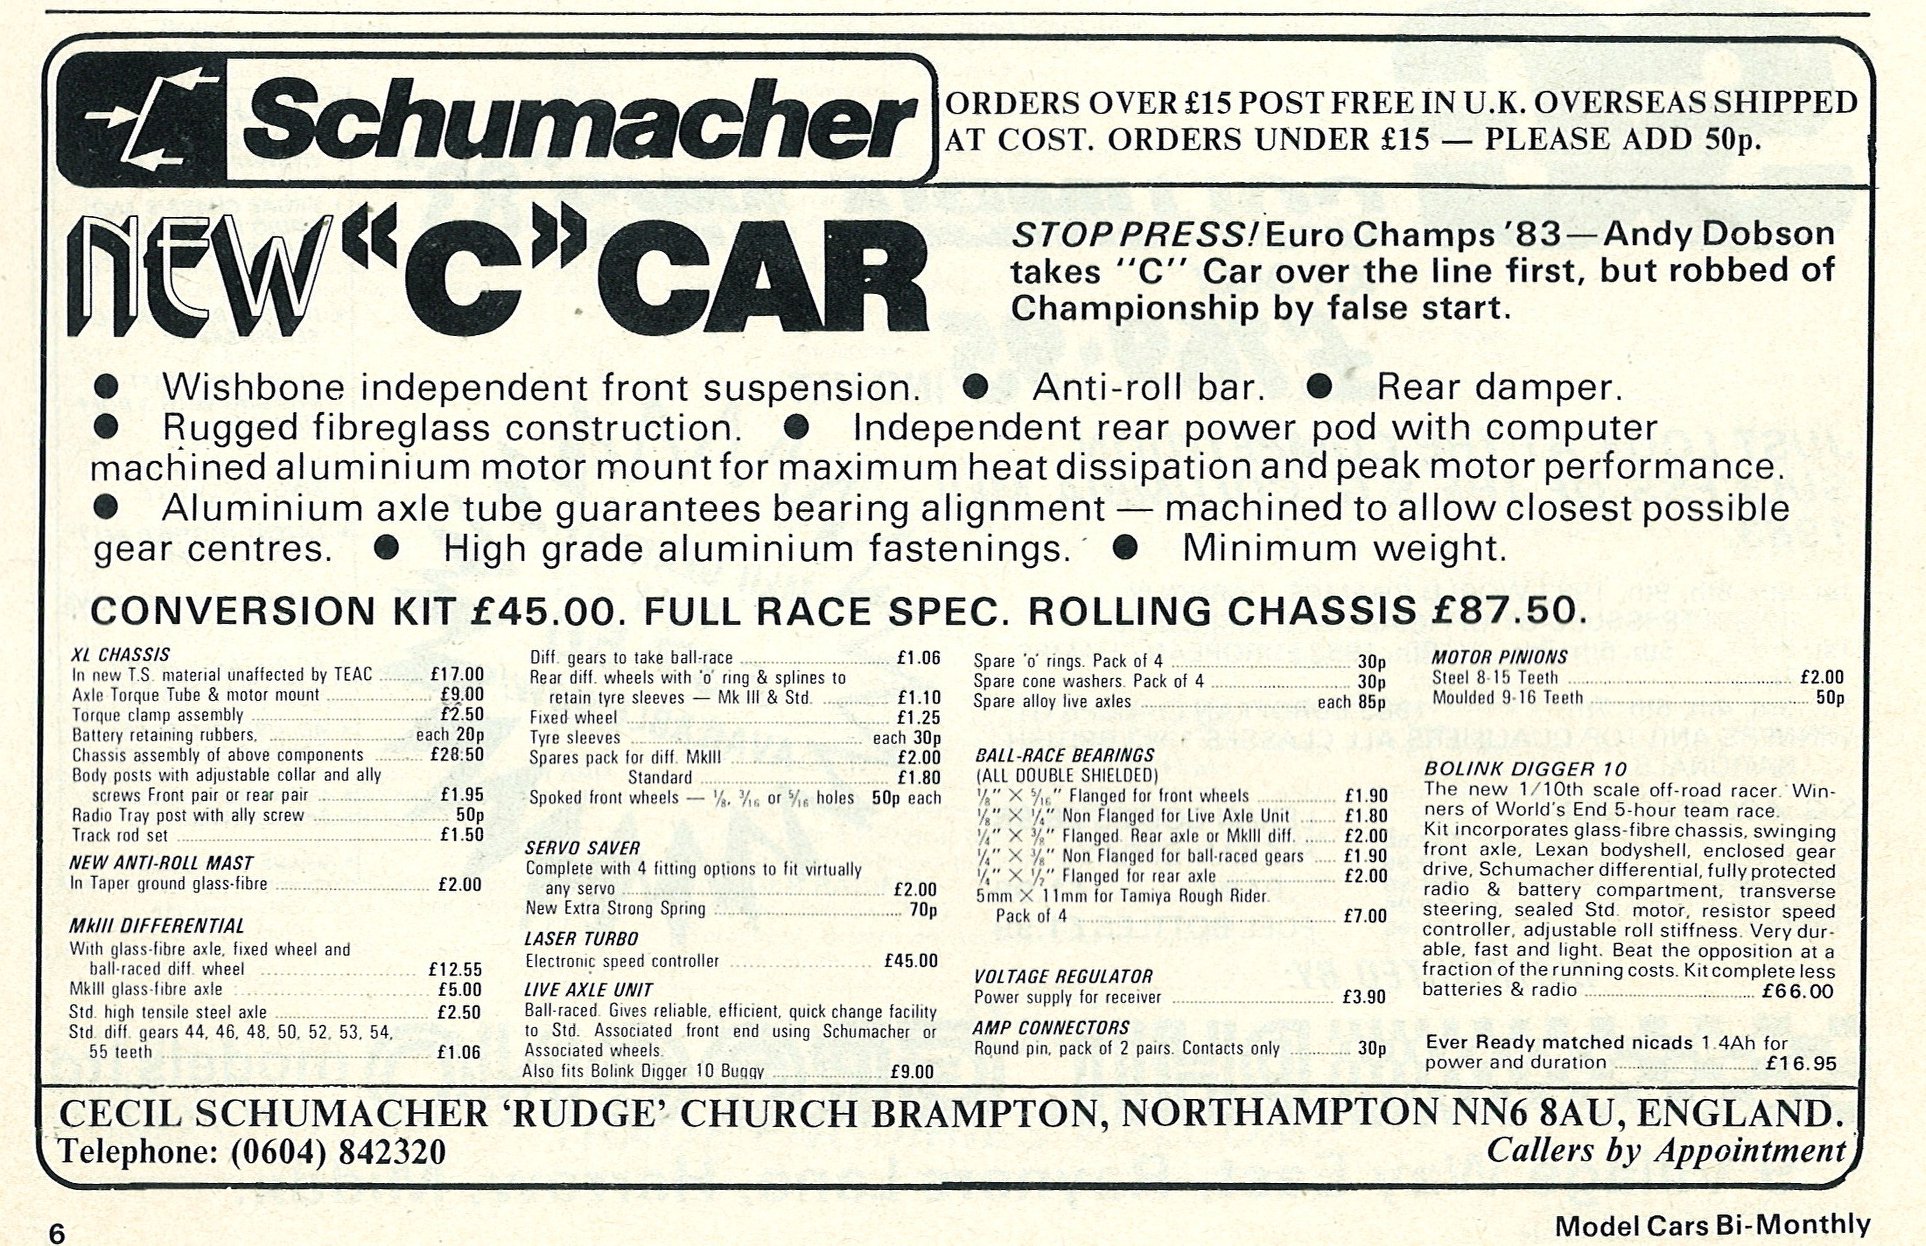 Schumacher
ORDERS OVER £15 POST FREE IN U.K. OVERSEAS SHIPPED
AT COST. ORDERS UNDER £15 — PLEASE ADD 50p.
NEW "C" CAR
STOP PRESS! Euro Champs '83—Andy Dobson
takes "C" Car over the line first, but robbed of
Championship by false start.
● Wishbone independent front suspension. ● Anti-roll bar. ● Rear damper.
● Rugged fibreglass construction. ● Independent rear power pod with computer
machined aluminium motor mount for maximum heat dissipation and peak motor performance.
● Aluminium axle tube guarantees bearing alignment — machined to allow closest possible
gear centres. ● High grade aluminium fastenings. ● Minimum weight.
CONVERSION KIT £45.00. FULL RACE SPEC. ROLLING CHASSIS £87.50.
XL CHASSIS
In new T.S. material unaffected by TEAC ........ £17.00
Axle Torque Tube & motor mount ........ £9.00
Torque clamp assembly ........ £2.50
Battery retaining rubbers, ........ each 20p
Chassis assembly of above components ........ £28.50
Body posts with adjustable collar and ally
screws Front pair or rear pair ........ £1.95
Radio Tray post with ally screw ........ 50p
Track rod set ........ £1.50
NEW ANTI-ROLL MAST
In Taper ground glass-fibre ........ £2.00
MkIII DIFFERENTIAL
With glass-fibre axle, fixed wheel and
ball-raced diff. wheel ........ £12.55
MkIII glass-fibre axle ........ £5.00
Std. high tensile steel axle ........ £2.50
Std. diff. gears 44, 46, 48, 50, 52, 53, 54,
55 teeth ........ £1.06
Diff. gears to take ball-race ........ £1.06
Rear diff. wheels with 'o' ring & splines to
retain tyre sleeves — Mk III & Std. ........ £1.10
Fixed wheel ........ £1.25
Tyre sleeves ........ each 30p
Spares pack for diff. MkIII ........ £2.00
Standard ........ £1.80
Spoked front wheels — ⅛, 3/16 or 5/16 holes 50p each
SERVO SAVER
Complete with 4 fitting options to fit virtually
any servo ........ £2.00
New Extra Strong Spring ........ 70p
LASER TURBO
Electronic speed controller ........ £45.00
LIVE AXLE UNIT
Ball-raced. Gives reliable, efficient, quick change facility
to Std. Associated front end using Schumacher or
Associated wheels.
Also fits Bolink Digger 10 Buggy ........ £9.00
Spare 'o' rings. Pack of 4 ........ 30p
Spare cone washers. Pack of 4 ........ 30p
Spare alloy live axles ........ each 85p
BALL-RACE BEARINGS
(ALL DOUBLE SHIELDED)
⅛" × 5/16" Flanged for front wheels ........ £1.90
⅛" × ¼" Non Flanged for Live Axle Unit ........ £1.80
¼" × ⅜" Flanged. Rear axle or MkIII diff. ........ £2.00
¼" × ⅜" Non Flanged for ball-raced gears ........ £1.90
¼" × ½" Flanged for rear axle ........ £2.00
5mm × 11mm for Tamiya Rough Rider.
Pack of 4 ........ £7.00
VOLTAGE REGULATOR
Power supply for receiver ........ £3.90
AMP CONNECTORS
Round pin, pack of 2 pairs. Contacts only ........ 30p
MOTOR PINIONS
Steel 8-15 Teeth ........ £2.00
Moulded 9-16 Teeth ........ 50p
BOLINK DIGGER 10
The new 1/10th scale off-road racer. Win-
ners of World's End 5-hour team race.
Kit incorporates glass-fibre chassis, swinging
front axle, Lexan bodyshell, enclosed gear
drive, Schumacher differential, fully protected
radio & battery compartment, transverse
steering, sealed Std. motor, resistor speed
controller, adjustable roll stiffness. Very dur-
able, fast and light. Beat the opposition at a
fraction of the running costs. Kit complete less
batteries & radio ........ £66.00
Ever Ready matched nicads 1.4Ah for
power and duration ........ £16.95
CECIL SCHUMACHER 'RUDGE' CHURCH BRAMPTON, NORTHAMPTON NN6 8AU, ENGLAND.
Telephone: (0604) 842320
Callers by Appointment
6
Model Cars Bi-Monthly